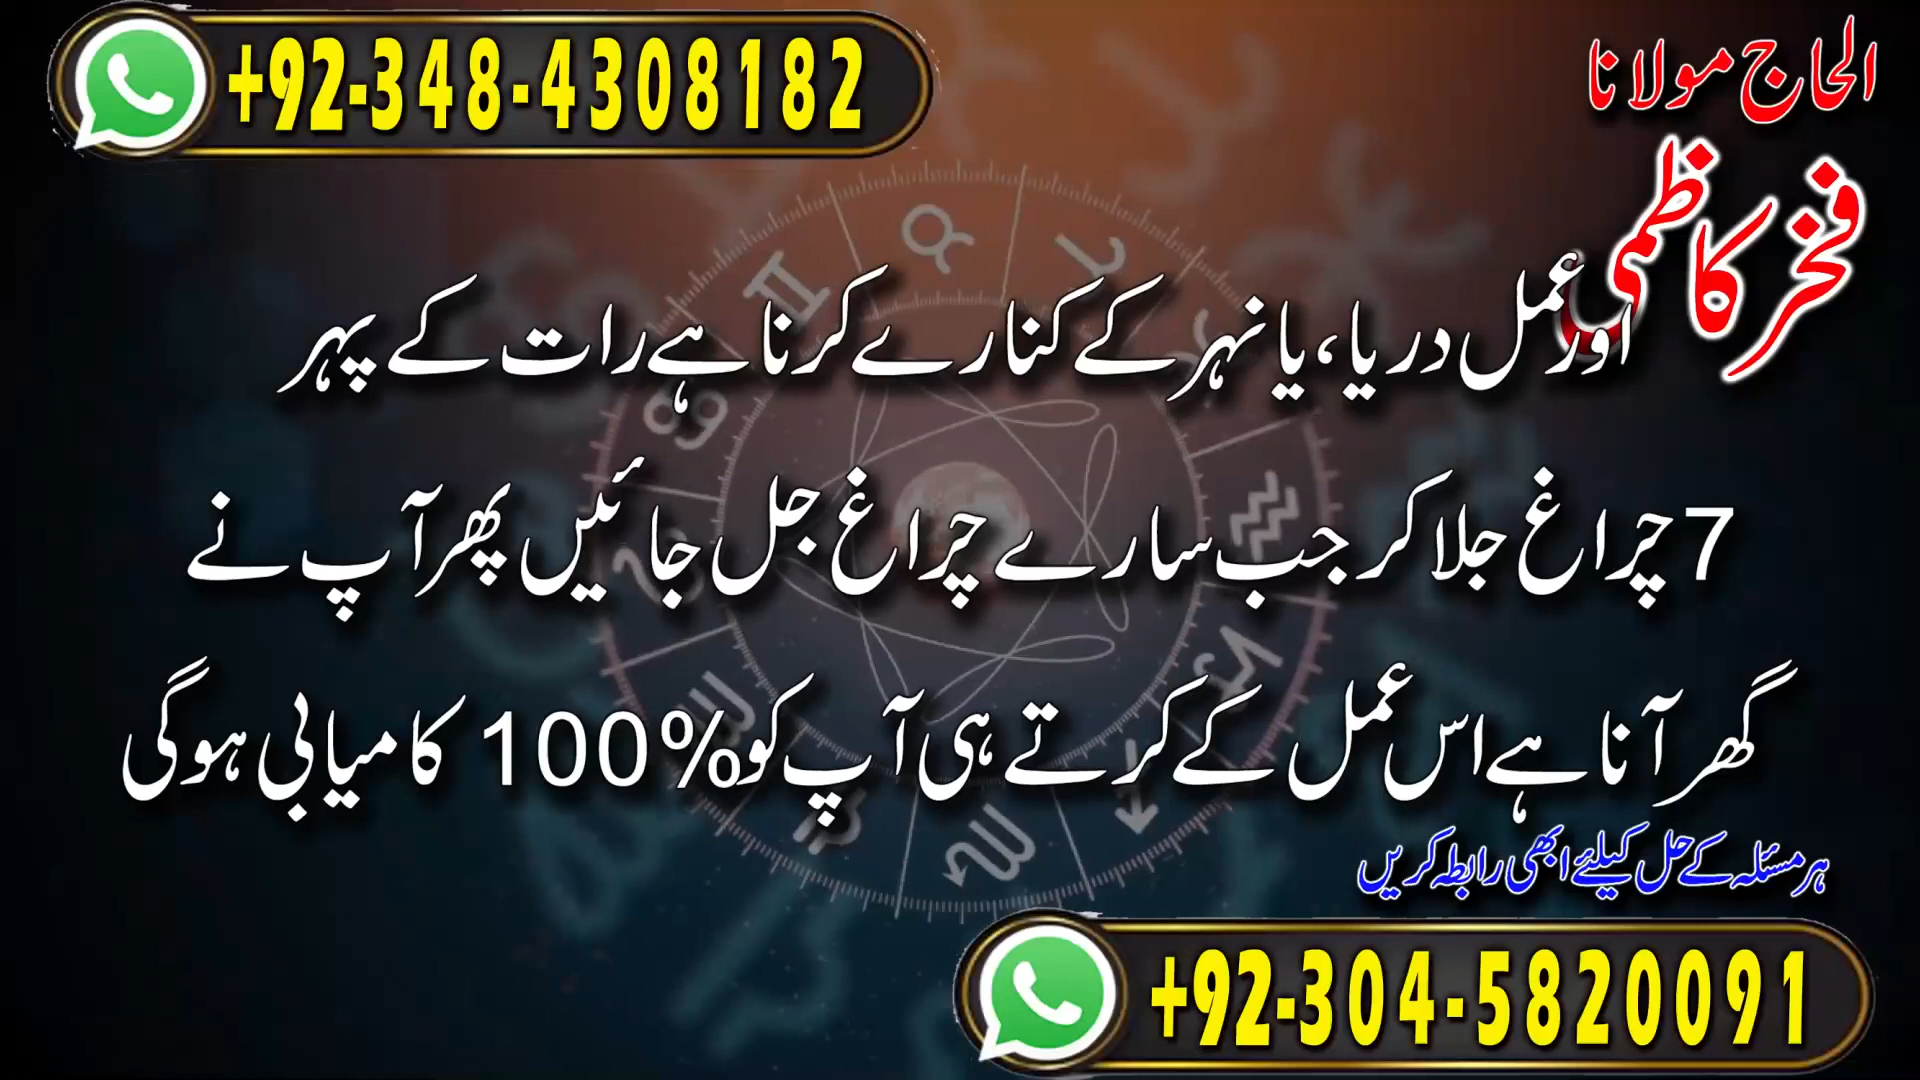 +92-348-4308182
الحاج مولانا
فخر کاظمی
اور عمل دریا، یا نہر کے کنارے کرنا ہے رات کے پہر
7 چراغ جلا کر جب سارے چراغ جل جائیں پھر آپ نے
گھر آنا ہے اس عمل کے کرتے ہی آپ کو %100 کامیابی ہوگی
ہر مسئلہ کے حل کیلئے ابھی رابطہ کریں
+92-304-5820091